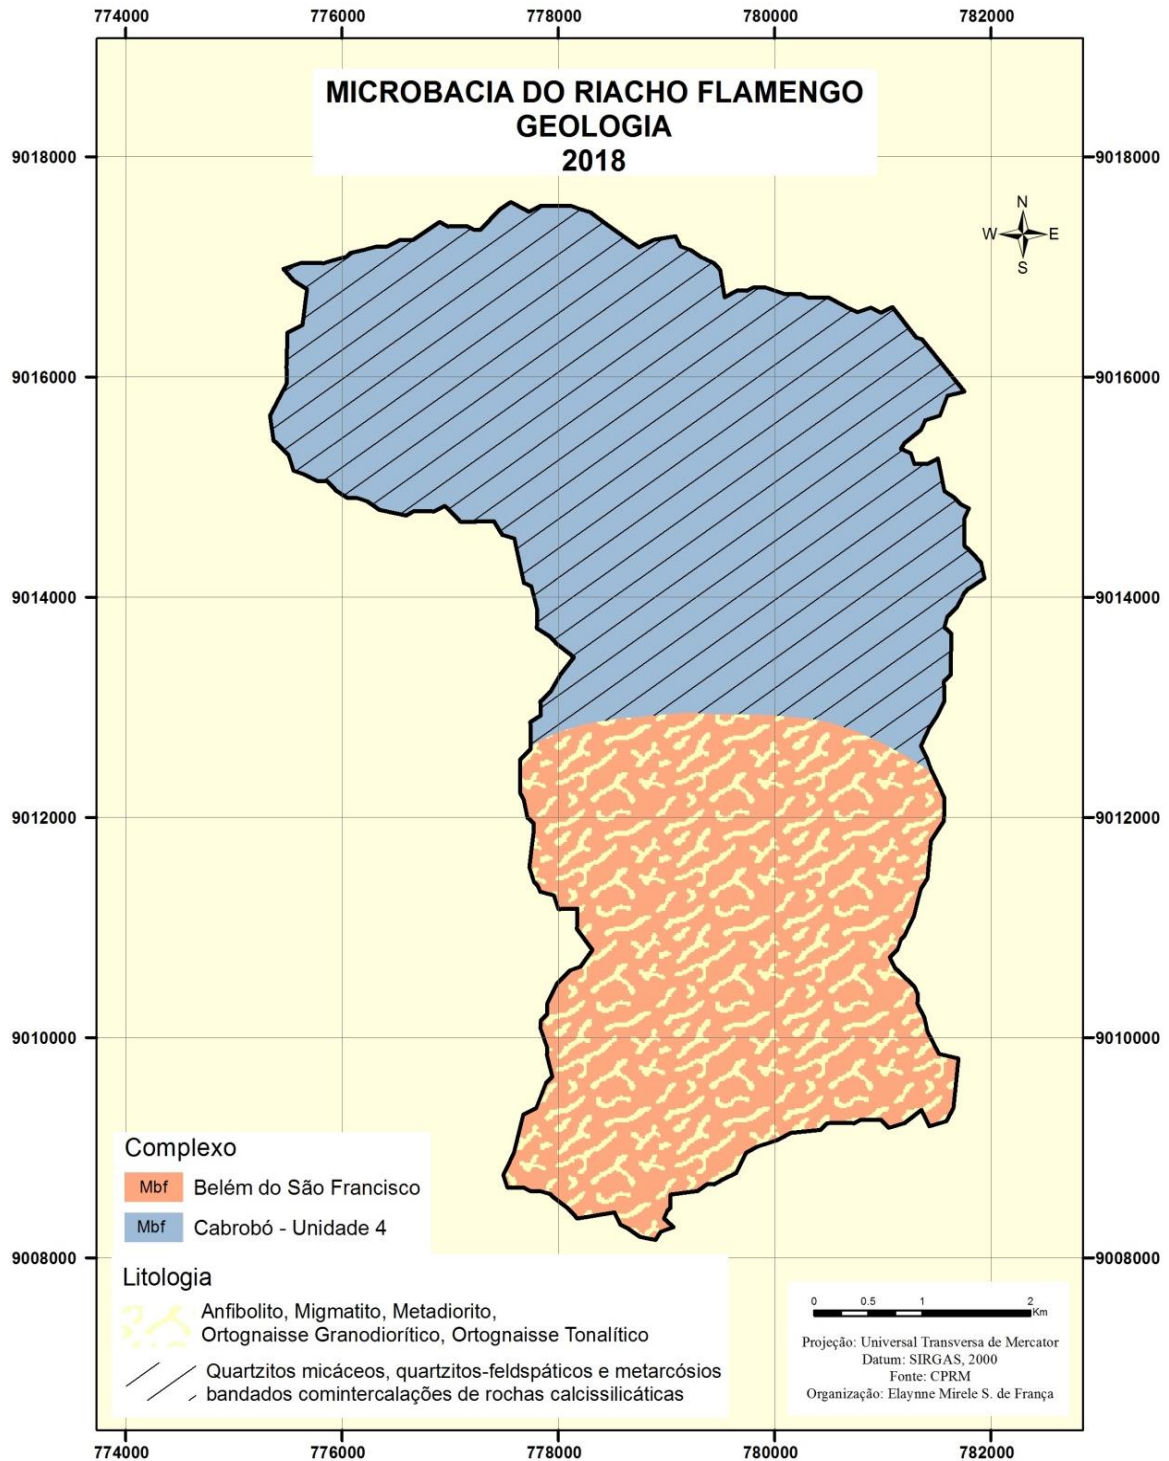 774000 776000 778000 780000 782000
MICROBACIA DO RIACHO FLAMENGO
GEOLOGIA
2018
9018000 9018000
N
W E
S
9016000 9016000
9014000 9014000
9012000 9012000
9010000 9010000
Complexo
Mbf Belém do São Francisco
Mbf Cabrobó - Unidade 4
9008000 9008000
Litologia
Anfibolito, Migmatito, Metadiorito,
Ortognaisse Granodiorítico, Ortognaisse Tonalítico
Quartzitos micáceos, quartzitos-feldspáticos e metarcósios
bandados comintercalações de rochas calcissilicáticas
0 0.5 1 2
Km
Projeção: Universal Transversa de Mercator
Datum: SIRGAS, 2000
Fonte: CPRM
Organização: Elaynne Mirele S. de França
774000 776000 778000 780000 782000